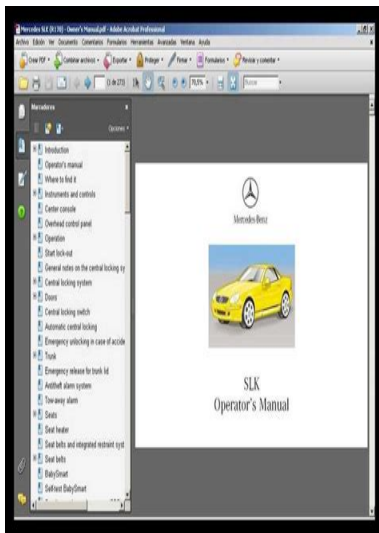 Mercedes SLK (R170) - Owner's Manual.pdf - Adobe Acrobat Professional
Archivo Edición Ver Documento Comentarios Formularios Herramientas Avanzadas Ventana Ayuda
Crear PDF Combinar archivos Exportar Proteger Firmar Formularios Revisar y comentar
(1 de 273) 70,5% Buscar
Marcadores
Opciones
Introduction
Operator's manual
Where to find it
Instruments and controls
Center console
Overhead control panel
Operation
Start lock-out
General notes on the central locking sy
Central locking system
Doors
Central locking switch
Automatic central locking
Emergency unlocking in case of accide
Trunk
Emergency release for trunk lid
Antitheft alarm system
Tow-away alarm
Seats
Seat heater
Seat belts and integrated restraint syst
Seat belts
BabySmart
Self-test BabySmart
Mercedes-Benz
SLK
Operator's Manual